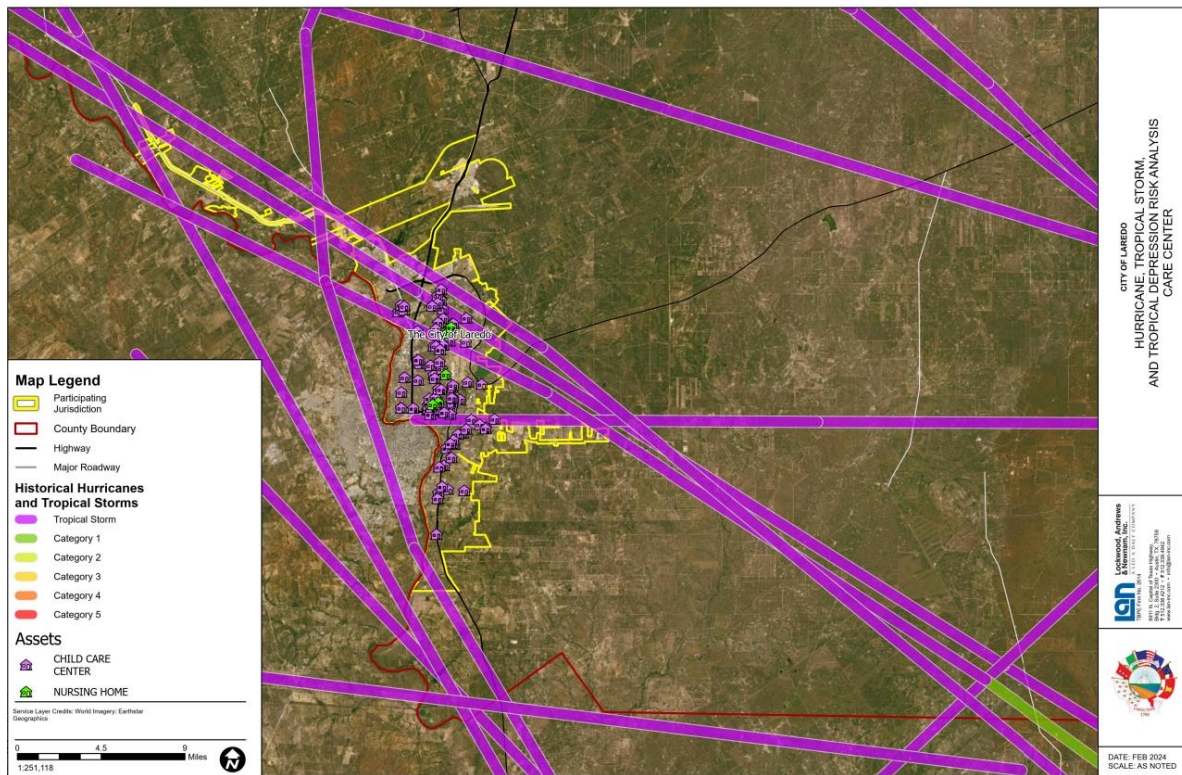 The City of Laredo
Map Legend
Participating
Jurisdiction
County Boundary
Highway
Major Roadway
Historical Hurricanes
and Tropical Storms
Tropical Storm
Category 1
Category 2
Category 3
Category 4
Category 5
Assets
CHILD CARE
CENTER
NURSING HOME
Service Layer Credits: World Imagery: Earthstar
Geographics
0 4.5 9
Miles
1:251,118
N
CITY OF LAREDO
HURRICANE, TROPICAL STORM,
AND TROPICAL DEPRESSION RISK ANALYSIS
CARE CENTER
lan
Lockwood, Andrews
& Newnam, Inc.
A LEO A DALY COMPANY
DATE: FEB 2024
SCALE: AS NOTED